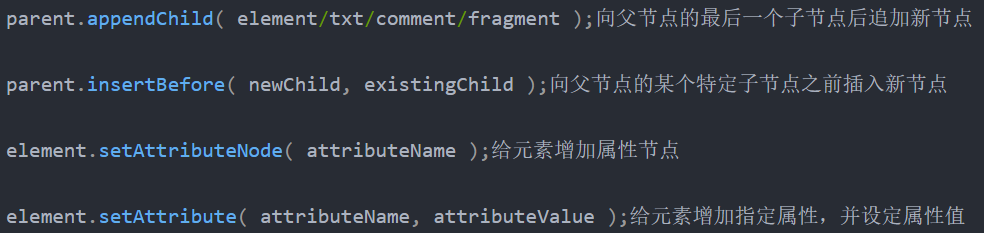 parent.appendChild( element/txt/comment/fragment );向父节点的最后一个子节点后追加新节点
parent.insertBefore( newChild, existingChild );向父节点的某个特定子节点之前插入新节点
element.setAttributeNode( attributeName );给元素增加属性节点
element.setAttribute( attributeName, attributeValue );给元素增加指定属性，并设定属性值